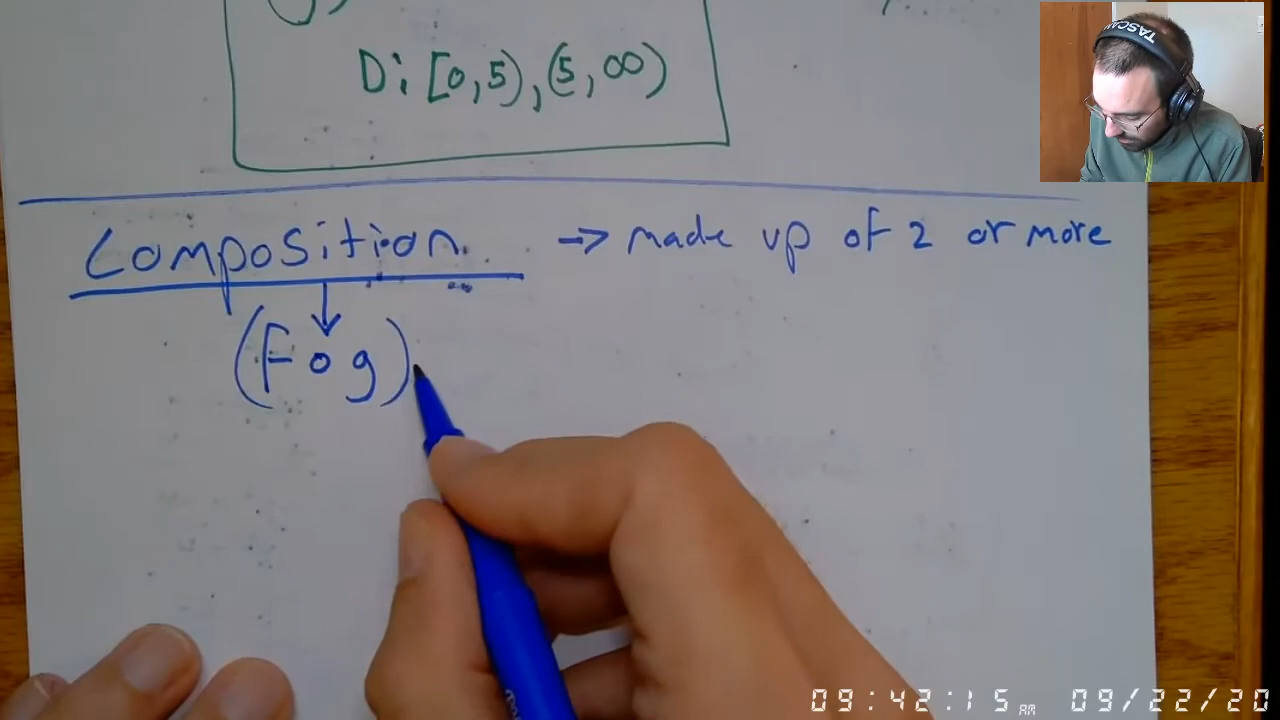 D: [0,5),(5,∞)
Composition → made up of 2 or more
(f∘g)
TASCAM
09:42:15 AM 09/22/20